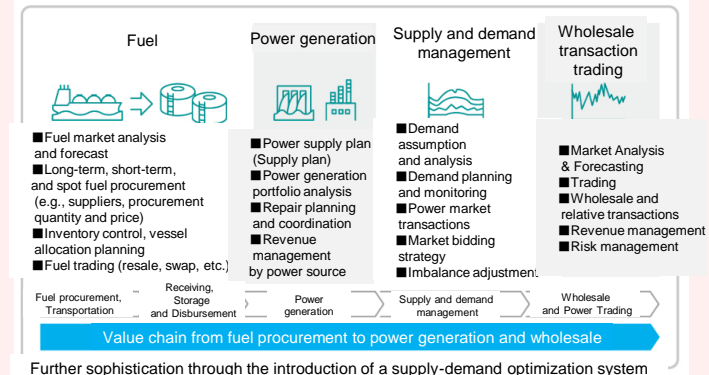 Fuel
■Fuel market analysis
and forecast
■Long-term, short-term,
and spot fuel procurement
(e.g., suppliers, procurement
quantity and price)
■Inventory control, vessel
allocation planning
■Fuel trading (resale, swap, etc.)
Power generation
■Power supply plan
(Supply plan)
■Power generation
portfolio analysis
■Repair planning
and coordination
■Revenue
management
by power source
Supply and demand
management
■Demand
assumption
and analysis
■Demand planning
and monitoring
■Power market
transactions
■Market bidding
strategy
■Imbalance adjustment
Wholesale
transaction
trading
■Market Analysis
& Forecasting
■Trading
■Wholesale and
relative transactions
■Revenue management
■Risk management
Fuel procurement,
Transportation
Receiving,
Storage
and Disbursement
Power
generation
Supply and demand
management
Wholesale
and Power Trading
Value chain from fuel procurement to power generation and wholesale
Further sophistication through the introduction of a supply-demand optimization system